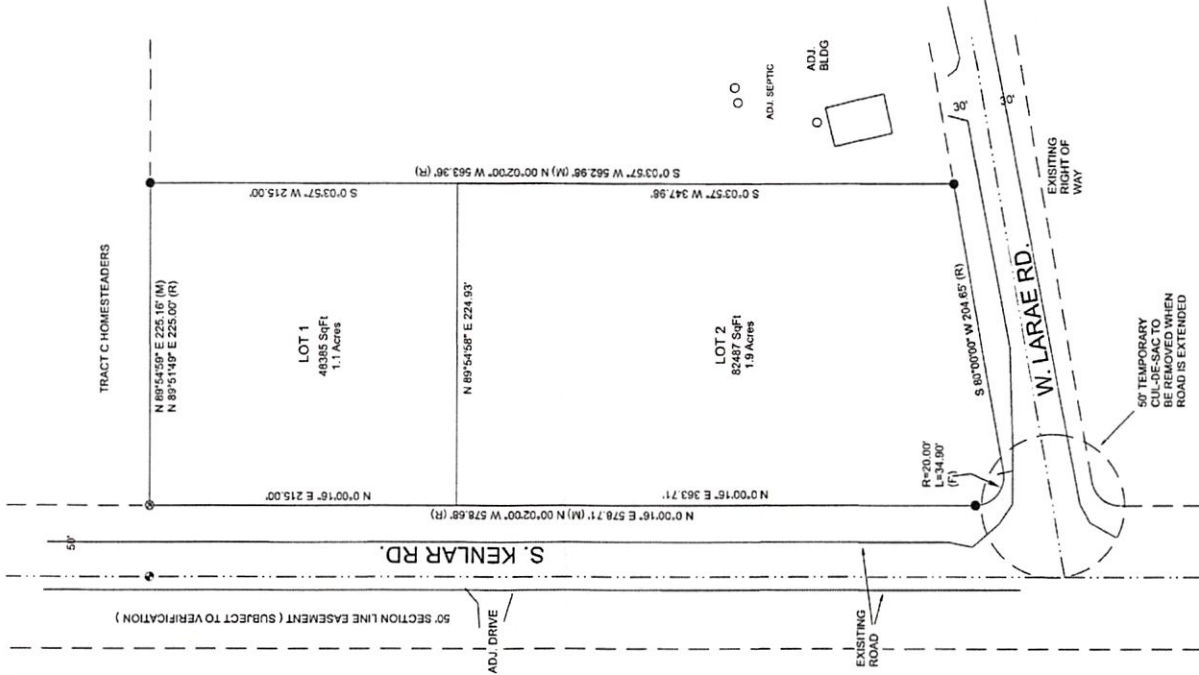 TRACT C HOMESTEADERS
N 89°54'59" E 225.16' (M)
N 89°51'49" E 225.00' (R)
50'
LOT 1
48385 SqFt
1.1 Acres
N 0°00'16" E 215.00'
S 0°03'57" W 215.00'
S 0°03'57" W 562.98' (M) N 00°02'00" W 563.36' (R)
ADJ. SEPTIC
ADJ.
BLDG
N 89°54'58" E 224.93'
S. KENLAR RD.
N 0°00'16" E 578.71' (M) N 00°02'00" W 578.68' (R)
50' SECTION LINE EASEMENT ( SUBJECT TO VERIFICATION )
ADJ. DRIVE
LOT 2
82487 SqFt
1.9 Acres
N 0°00'16" E 363.71'
S 0°03'57" W 347.98'
EXISITING
ROAD
R=20.00'
L=34.90'
(F)
S 80°00'00" W 204.65' (R)
W. LARAE RD.
30'
30'
EXISITING
RIGHT OF
WAY
50' TEMPORARY
CUL-DE-SAC TO
BE REMOVED WHEN
ROAD IS EXTENDED